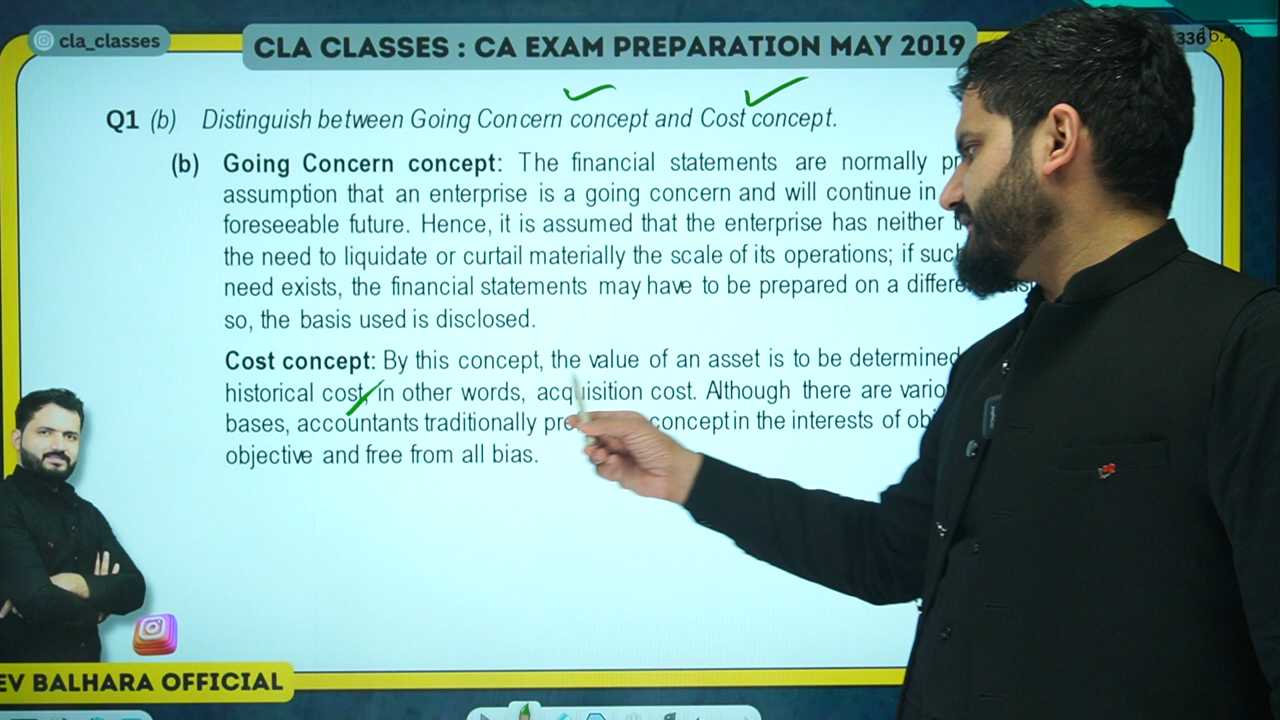 cla_classes
CLA CLASSES : CA EXAM PREPARATION MAY 2019
336
Q1 (b) Distinguish between Going Concern concept and Cost concept.
(b) Going Concern concept: The financial statements are normally
assumption that an enterprise is a going concern and will continue in
foreseeable future. Hence, it is assumed that the enterprise has neither
the need to liquidate or curtail materially the scale of its operations; if
need exists, the financial statements may have to be prepared on a
so, the basis used is disclosed.
Cost concept: By this concept, the value of an asset is to be determined
historical cost, in other words, acquisition cost. Although there are
bases, accountants traditionally concept in the interests of
objective and free from all bias.
EV BALHARA OFFICIAL